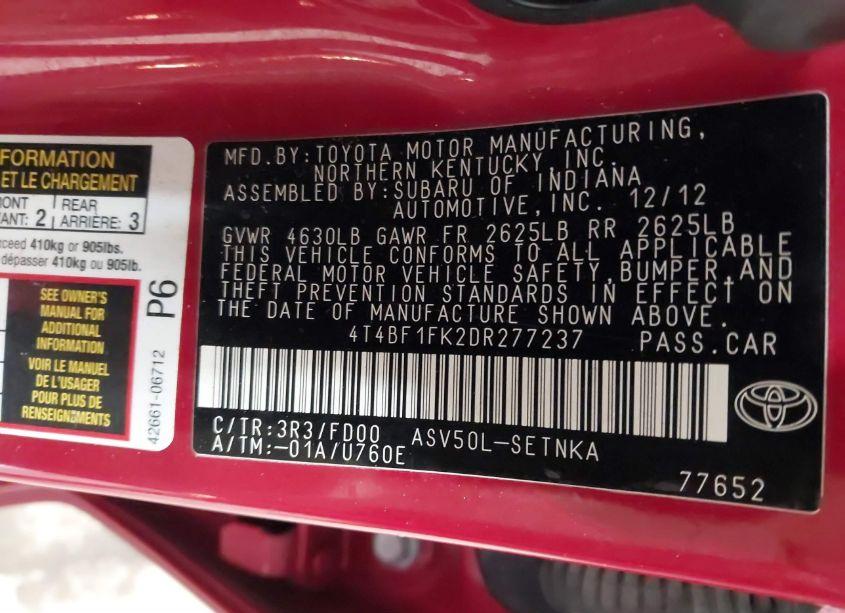 FORMATION
ET LE CHARGEMENT
REAR
2 ARRIÈRE: 3
410kg or 905lbs.
dépasser 410kg ou 905lb.
SEE OWNER'S
MANUAL FOR
ADDITIONAL
INFORMATION
VOIR LE MANUEL
DE L'USAGER
POUR PLUS DE
RENSEIGNEMENTS
P6
42661-06712
MFD.BY:TOYOTA MOTOR MANUFACTURING,
NORTHERN KENTUCKY,INC.
ASSEMBLED BY:SUBARU OF INDIANA
AUTOMOTIVE,INC. 12/12
GVWR 4630LB GAWR FR 2625LB RR 2625LB
THIS VEHICLE CONFORMS TO ALL APPLICABLE
FEDERAL MOTOR VEHICLE SAFETY,BUMPER,AND
THEFT PREVENTION STANDARDS IN EFFECT ON
THE DATE OF MANUFACTURE SHOWN ABOVE.
4T4BF1FK2DR277237 PASS.CAR
C/TR:3R3/FD00 ASV50L-SETNKA
A/TM:-01A/U760E
77652